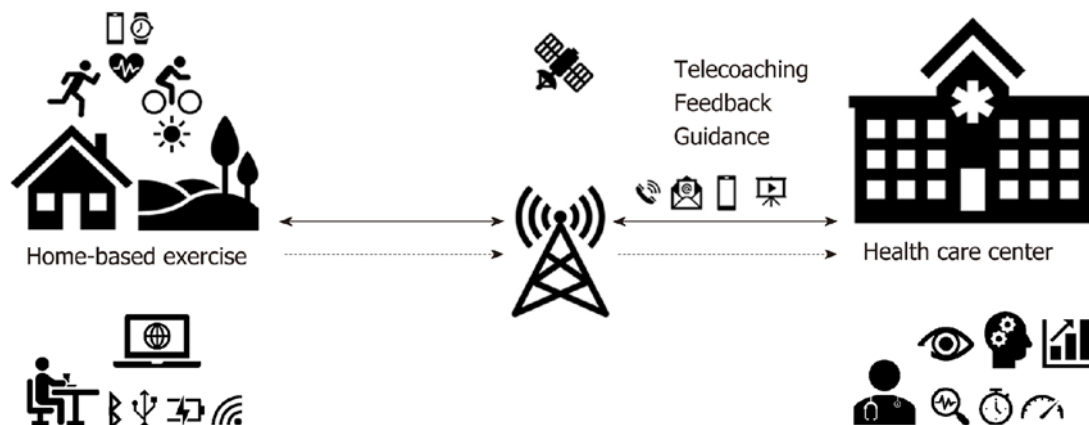 Telecoaching
Feedback
Guidance
Home-based exercise
Health care center